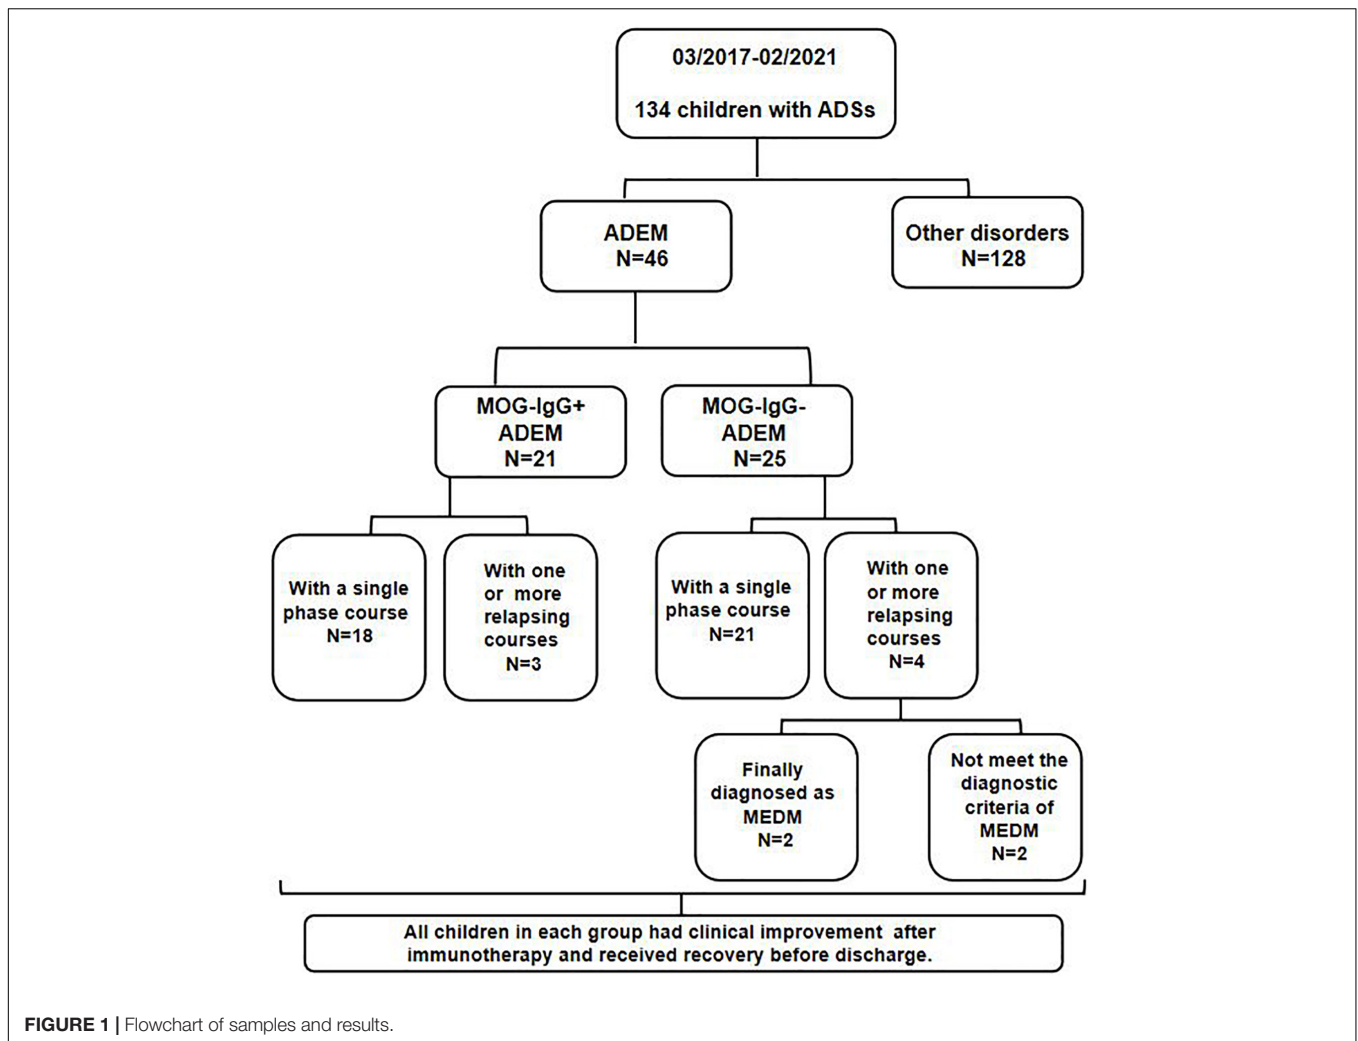 03/2017-02/2021
134 children with ADSs
ADEM
N=46
Other disorders
N=128
MOG-IgG+
ADEM
N=21
MOG-IgG-
ADEM
N=25
With a single
phase course
N=18
With one
or more
relapsing
courses
N=3
With a single
phase course
N=21
With one
or more
relapsing
courses
N=4
Finally
diagnosed as
MEDM
N=2
Not meet the
diagnostic
criteria of
MEDM
N=2
All children in each group had clinical improvement after
immunotherapy and received recovery before discharge.
FIGURE 1 | Flowchart of samples and results.